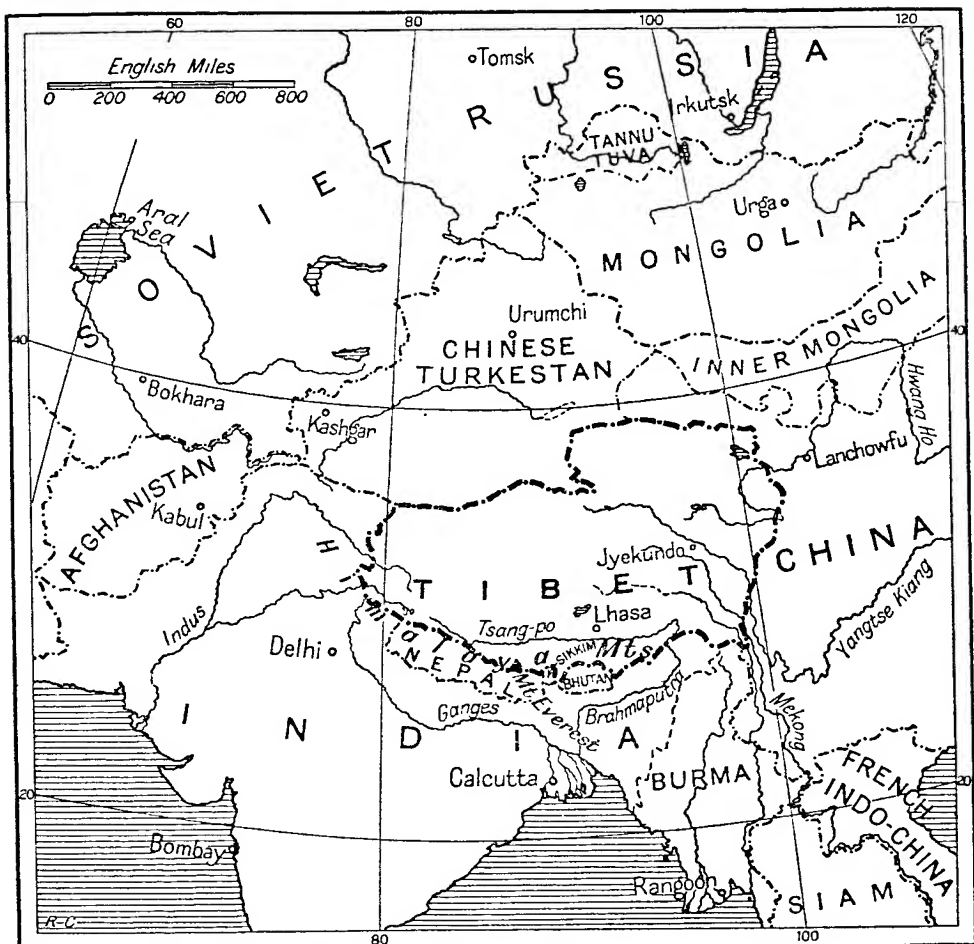 60
80
100
120
English Miles
0 200 400 600 800
Tomsk
SOVIET RUSSIA
Irkutsk
TANNU
TUVA
Aral
Sea
Urga
MONGOLIA
Urumchi
40
40
CHINESE
TURKESTAN
INNER MONGOLIA
Hwang Ho
Bokhara
Kashgar
Lanchowfu
AFGHANISTAN
Kabul
CHINA
Jyekundo
TIBET
Lhasa
Indus
Tsang-po
Yangtse Kiang
Delhi
Himalaya Mts
SIKKIM
NEPAL
BHUTAN
Mt. Everest
Ganges
Brahmaputra
Mekong
INDIA
Calcutta
BURMA
FRENCH
INDO-CHINA
20
20
Bombay
Rangoon
SIAM
R-C
80
100